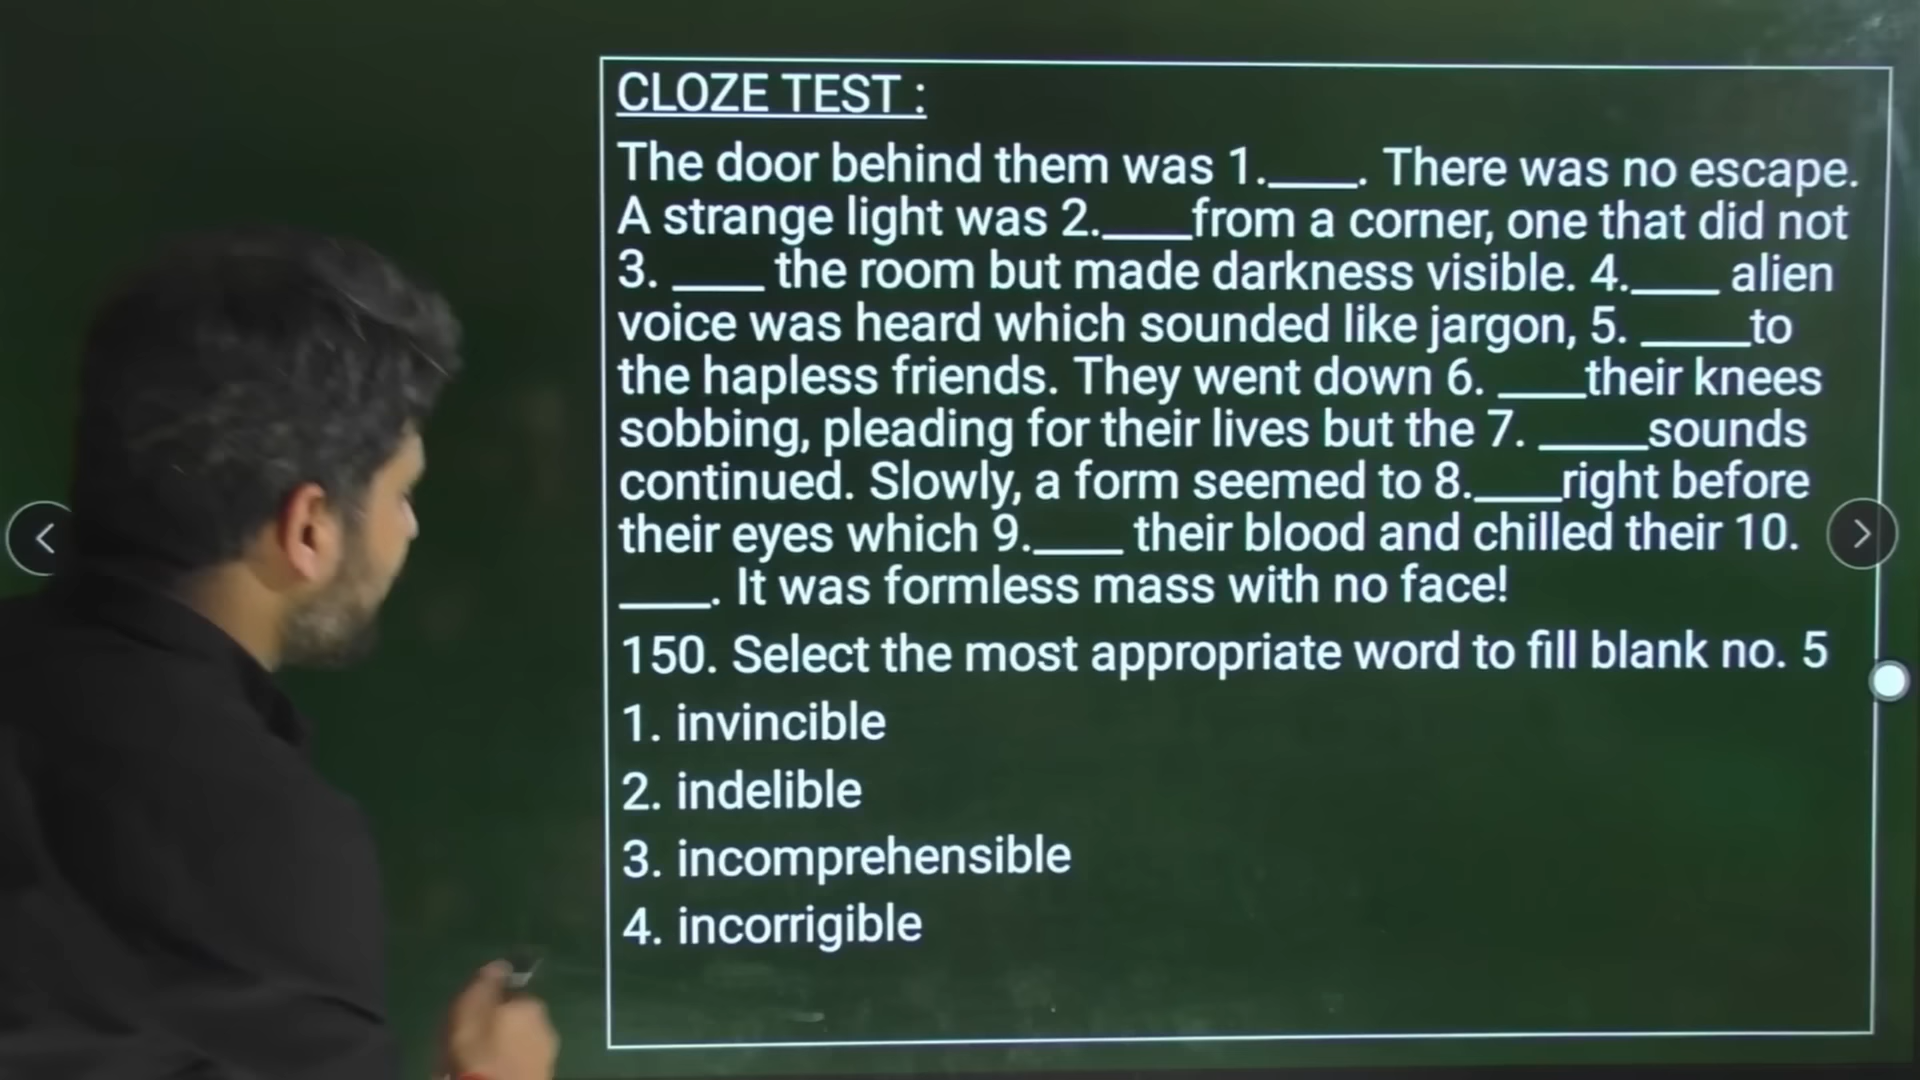 CLOZE TEST :
The door behind them was 1.____. There was no escape.
A strange light was 2.____from a corner, one that did not
3. ____ the room but made darkness visible. 4.____ alien
voice was heard which sounded like jargon, 5. _____to
the hapless friends. They went down 6. ____their knees
sobbing, pleading for their lives but the 7. _____sounds
continued. Slowly, a form seemed to 8.____right before
their eyes which 9.____ their blood and chilled their 10.
____. It was formless mass with no face!
150. Select the most appropriate word to fill blank no. 5
1. invincible
2. indelible
3. incomprehensible
4. incorrigible